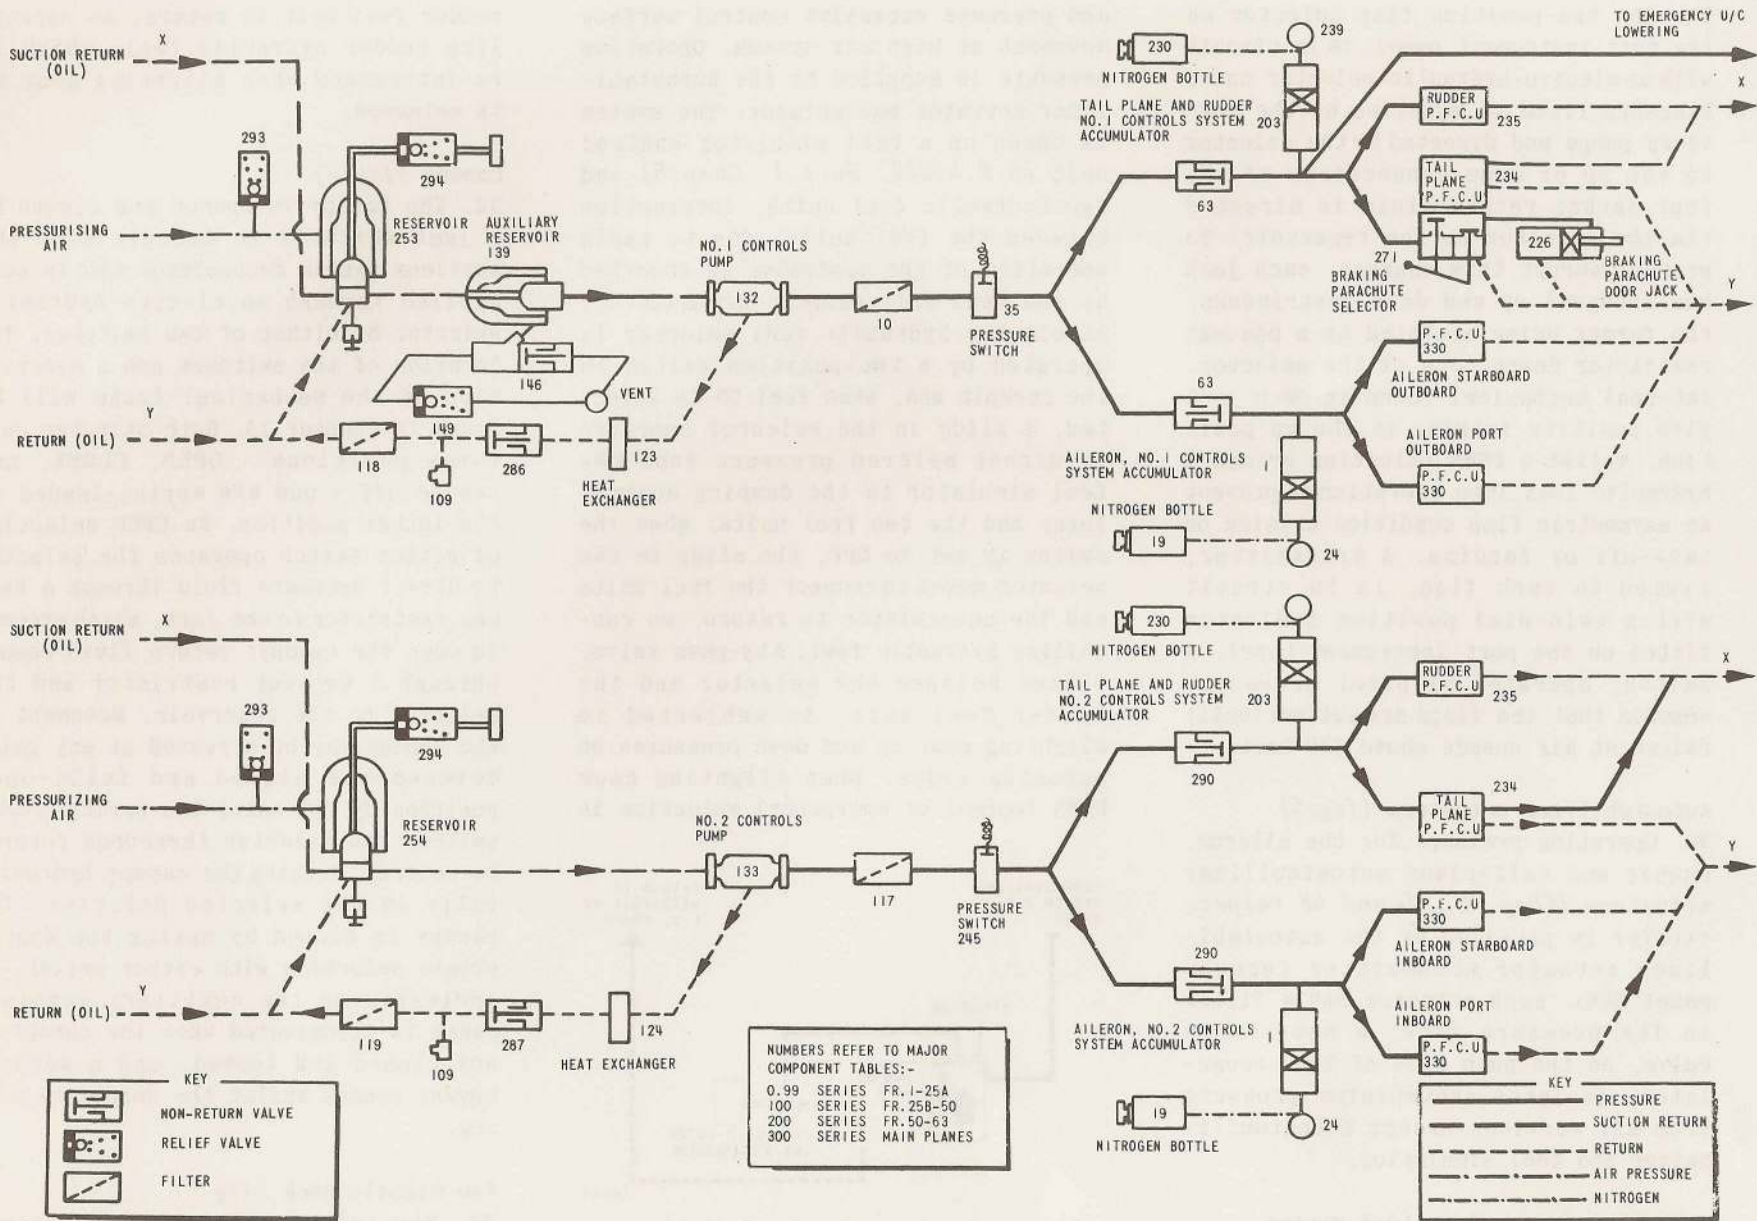 X
SUCTION RETURN
(OIL)
293
294
PRESSURISING
AIR
RESERVOIR
253
AUXILIARY
RESERVOIR
139
NO.1 CONTROLS
PUMP
132
10
35
PRESSURE
SWITCH
146
VENT
149
Y
RETURN (OIL)
118
109
286
123
HEAT
EXCHANGER
230
NITROGEN BOTTLE
239
TAIL PLANE AND RUDDER
NO.1 CONTROLS SYSTEM
ACCUMULATOR
203
63
TO EMERGENCY U/C
LOWERING
X
RUDDER
P.F.C.U
235
TAIL
PLANE
P.F.C.U
234
226
271
BRAKING
PARACHUTE
SELECTOR
BRAKING
PARACHUTE
DOOR JACK
Y
P.F.C.U
330
AILERON STARBOARD
OUTBOARD
63
AILERON PORT
OUTBOARD
P.F.C.U
330
AILERON, NO.1 CONTROLS
SYSTEM ACCUMULATOR
1
NITROGEN BOTTLE
19
24
X
SUCTION RETURN
(OIL)
293
294
PRESSURIZING
AIR
RESERVOIR
254
NO.2 CONTROLS
PUMP
133
117
PRESSURE
SWITCH
245
Y
RETURN (OIL)
119
109
287
124
HEAT EXCHANGER
230
NITROGEN BOTTLE
TAIL PLANE AND RUDDER
NO.2 CONTROLS SYSTEM
ACCUMULATOR
203
290
RUDDER
P.F.C.U
235
X
TAIL
PLANE
P.F.C.U
234
Y
P.F.C.U
330
AILERON STARBOARD
INBOARD
290
AILERON PORT
INBOARD
P.F.C.U
330
AILERON, NO.2 CONTROLS
SYSTEM ACCUMULATOR
1
19
24
NITROGEN BOTTLE
KEY
NON-RETURN VALVE
RELIEF VALVE
FILTER
NUMBERS REFER TO MAJOR
COMPONENT TABLES:-
0.99 SERIES FR.1-25A
100 SERIES FR.25B-50
200 SERIES FR.50-63
300 SERIES MAIN PLANES
KEY
PRESSURE
SUCTION RETURN
RETURN
AIR PRESSURE
NITROGEN